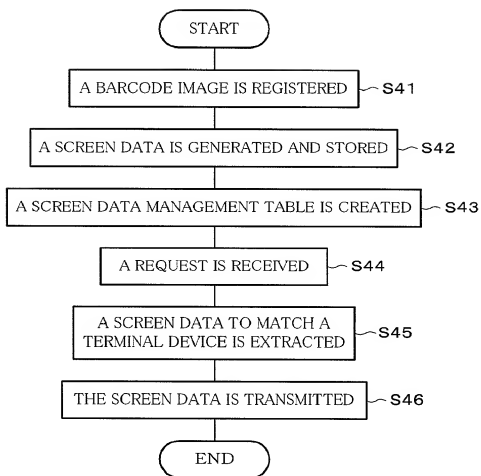 START
A BARCODE IMAGE IS REGISTERED
S41
A SCREEN DATA IS GENERATED AND STORED
S42
A SCREEN DATA MANAGEMENT TABLE IS CREATED
S43
A REQUEST IS RECEIVED
S44
A SCREEN DATA TO MATCH A
TERMINAL DEVICE IS EXTRACTED
S45
THE SCREEN DATA IS TRANSMITTED
S46
END